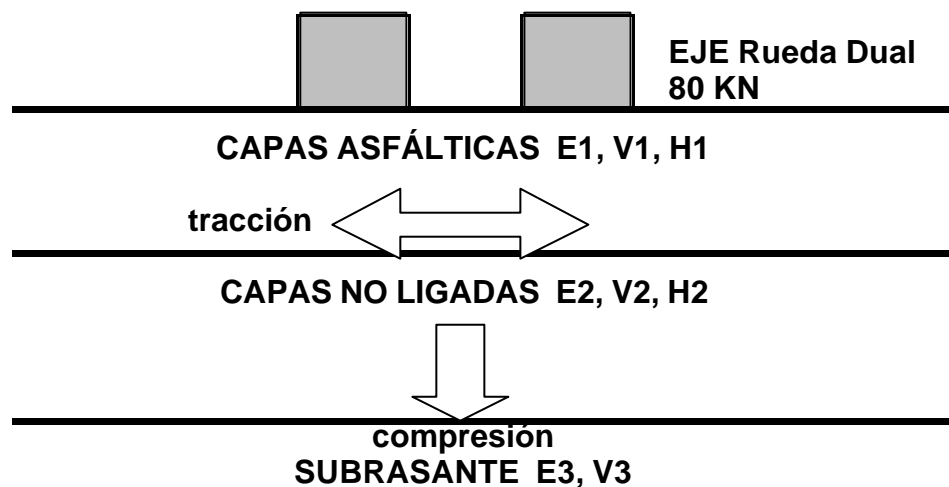 EJE Rueda Dual
80 KN
CAPAS ASFÁLTICAS E1, V1, H1
tracción
CAPAS NO LIGADAS E2, V2, H2
compresión
SUBRASANTE E3, V3